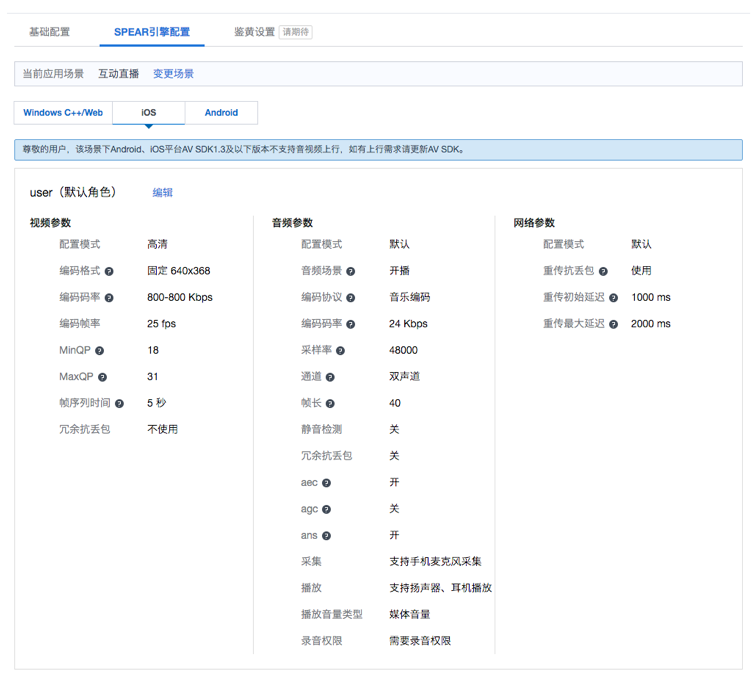 基础配置
SPEAR引擎配置
鉴黄设置 请期待
当前应用场景 互动直播 变更场景
Windows C++/Web
iOS
Android
尊敬的用户，该场景下Android、iOS平台AV SDK1.3及以下版本不支持音视频上行，如有上行需求请更新AV SDK。
user（默认角色） 编辑
视频参数
配置模式 高清
编码格式 ? 固定 640x368
编码码率 ? 800-800 Kbps
编码帧率 25 fps
MinQP ? 18
MaxQP ? 31
帧序列时间 ? 5 秒
冗余抗丢包 不使用
音频参数
配置模式 默认
音频场景 ? 开播
编码协议 ? 音乐编码
编码码率 ? 24 Kbps
采样率 ? 48000
通道 ? 双声道
帧长 ? 40
静音检测 关
冗余抗丢包 关
aec ? 开
agc ? 关
ans ? 开
采集 支持手机麦克风采集
播放 支持扬声器、耳机播放
播放音量类型 媒体音量
录音权限 需要录音权限
网络参数
配置模式 默认
重传抗丢包 ? 使用
重传初始延迟 ? 1000 ms
重传最大延迟 ? 2000 ms